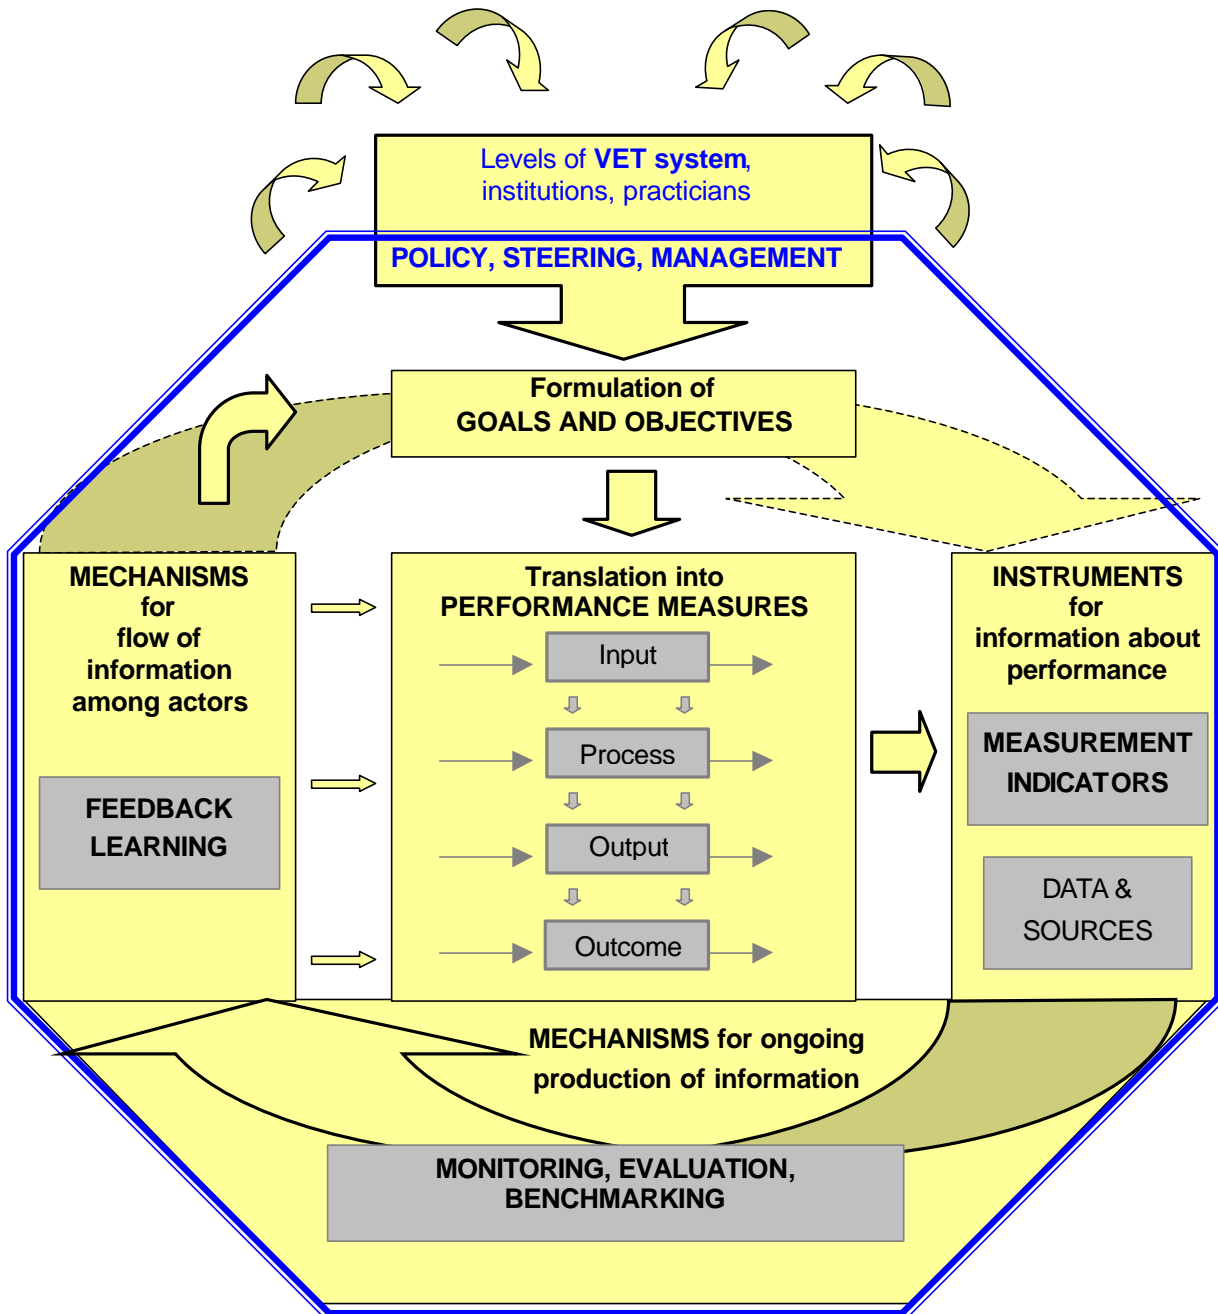 Levels of VET system,
institutions, practicians
POLICY, STEERING, MANAGEMENT
Formulation of
GOALS AND OBJECTIVES
MECHANISMS
for
flow of
information
among actors
FEEDBACK
LEARNING
Translation into
PERFORMANCE MEASURES
Input
Process
Output
Outcome
INSTRUMENTS
for
information about
performance
MEASUREMENT
INDICATORS
DATA &
SOURCES
MECHANISMS for ongoing
production of information
MONITORING, EVALUATION,
BENCHMARKING